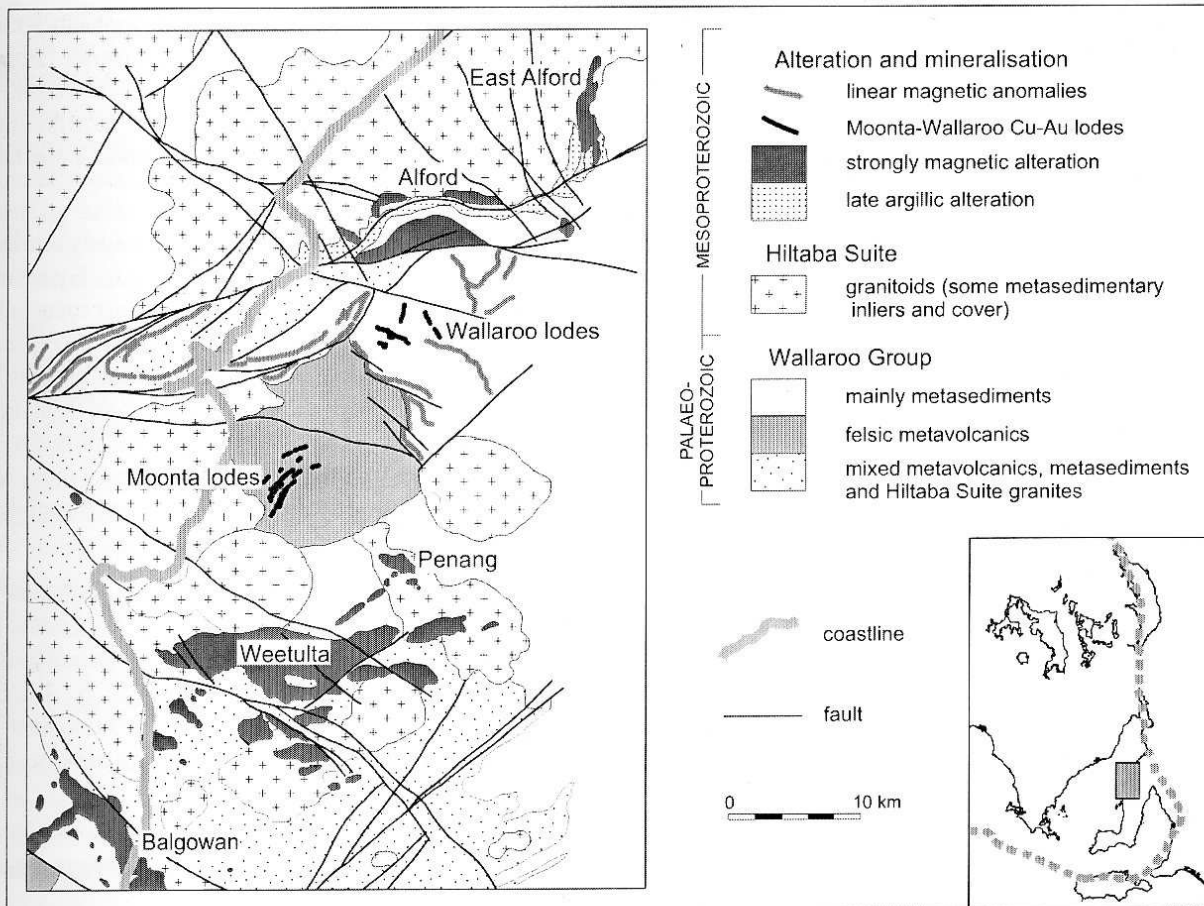 East Alford
Alford
Wallaroo lodes
Moonta lodes
Penang
Weetulta
Balgowan
MESOPROTEROZOIC
PALAEO-
PROTEROZOIC
Alteration and mineralisation
linear magnetic anomalies
Moonta-Wallaroo Cu-Au lodes
strongly magnetic alteration
late argillic alteration
Hiltaba Suite
granitoids (some metasedimentary
inliers and cover)
Wallaroo Group
mainly metasediments
felsic metavolcanics
mixed metavolcanics, metasediments
and Hiltaba Suite granites
coastline
fault
0 10 km